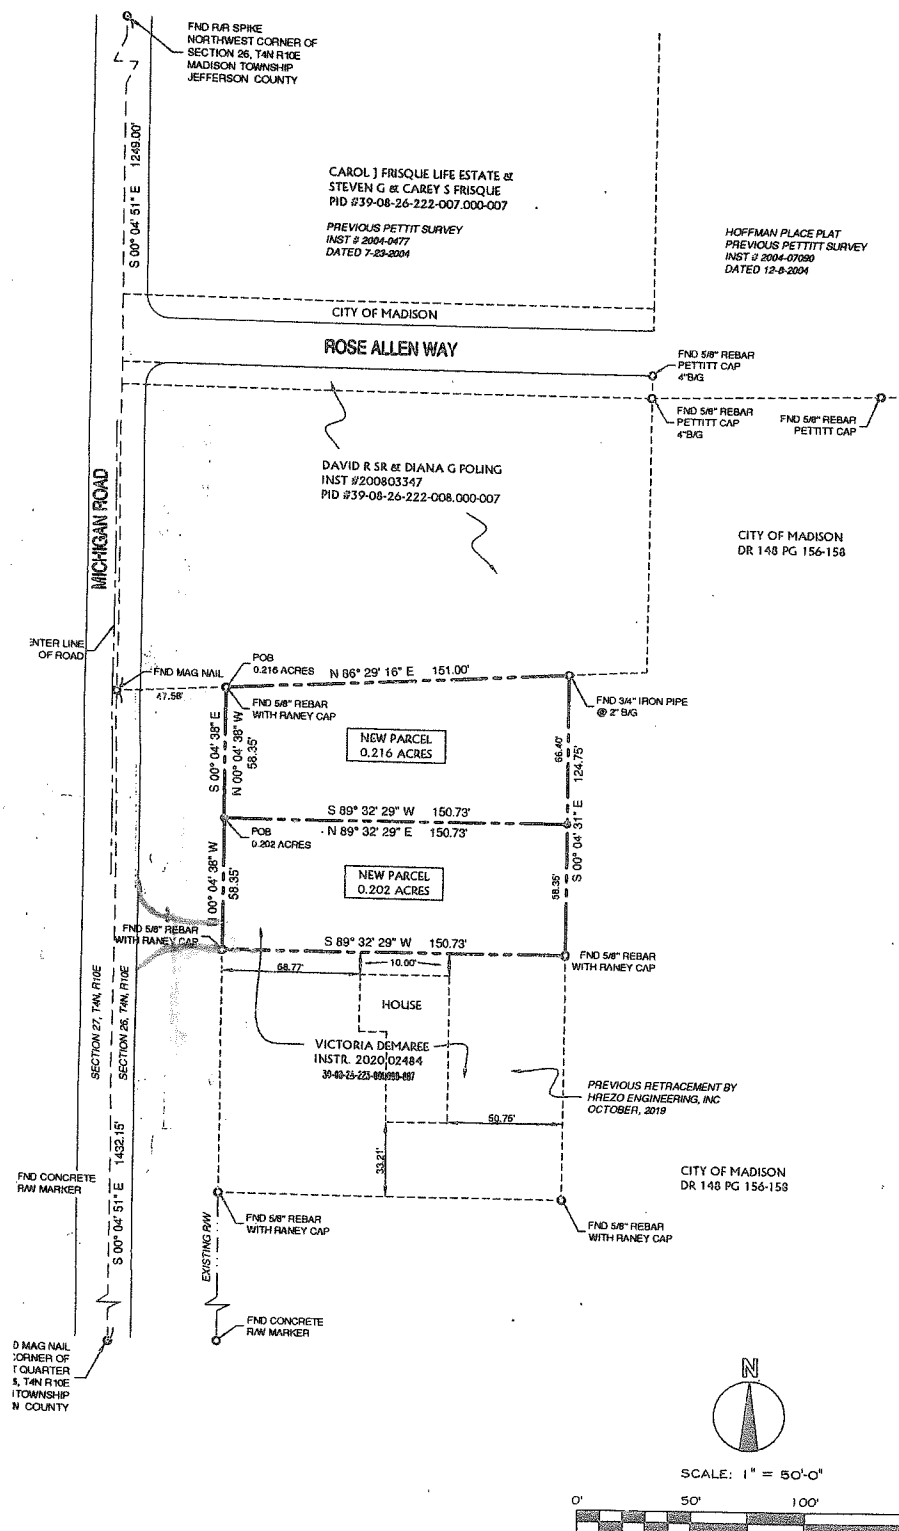 FND R/R SPIKE
NORTHWEST CORNER OF
SECTION 26, T4N R10E
MADISON TOWNSHIP
JEFFERSON COUNTY
S 00° 04' 51" E 1249.00'
CAROL J FRISQUE LIFE ESTATE &
STEVEN G & CAREY S FRISQUE
PID #39-08-26-222-007.000-007
PREVIOUS PETTIT SURVEY
INST # 2004-0477
DATED 7-23-2004
HOFFMAN PLACE PLAT
PREVIOUS PETTITT SURVEY
INST # 2004-07090
DATED 12-8-2004
CITY OF MADISON
ROSE ALLEN WAY
FND 5/8" REBAR
PETTITT CAP
4"B/G
FND 5/8" REBAR
PETTITT CAP
4"B/G
FND 5/8" REBAR
PETTITT CAP
DAVID R SR & DIANA G POLING
INST #200803347
PID #39-08-26-222-008.000-007
MICHIGAN ROAD
CITY OF MADISON
DR 148 PG 156-158
ENTER LINE
OF ROAD
FND MAG NAIL
47.58'
POB
0.216 ACRES
N 86° 29' 16" E 151.00'
FND 5/8" REBAR
WITH RANEY CAP
FND 3/4" IRON PIPE
@ 2" B/G
S 00° 04' 38" E
N 00° 04' 38" W
58.35'
NEW PARCEL
0.216 ACRES
66.40'
S 00° 04' 31" E 124.75'
S 89° 32' 29" W 150.73'
N 89° 32' 29" E 150.73'
POB
0.202 ACRES
N 00° 04' 38" W
58.35'
NEW PARCEL
0.202 ACRES
58.35'
FND 5/8" REBAR
WITH RANEY CAP
S 89° 32' 29" W 150.73'
FND 5/8" REBAR
WITH RANEY CAP
68.77'
10.00'
HOUSE
SECTION 27, T4N, R10E
SECTION 26, T4N, R10E
VICTORIA DEMAREE
INSTR. 202002484
PREVIOUS RETRACEMENT BY
HREZO ENGINEERING, INC
OCTOBER, 2019
50.75'
33.21'
S 00° 04' 51" E 1432.15'
FND CONCRETE
R/W MARKER
CITY OF MADISON
DR 148 PG 156-158
FND 5/8" REBAR
WITH RANEY CAP
FND 5/8" REBAR
WITH RANEY CAP
EXISTING R/W
FND CONCRETE
R/W MARKER
D MAG NAIL
CORNER OF
T QUARTER
6, T4N R10E
TOWNSHIP
N COUNTY
N
SCALE: 1" = 50'-0"
0' 50' 100'